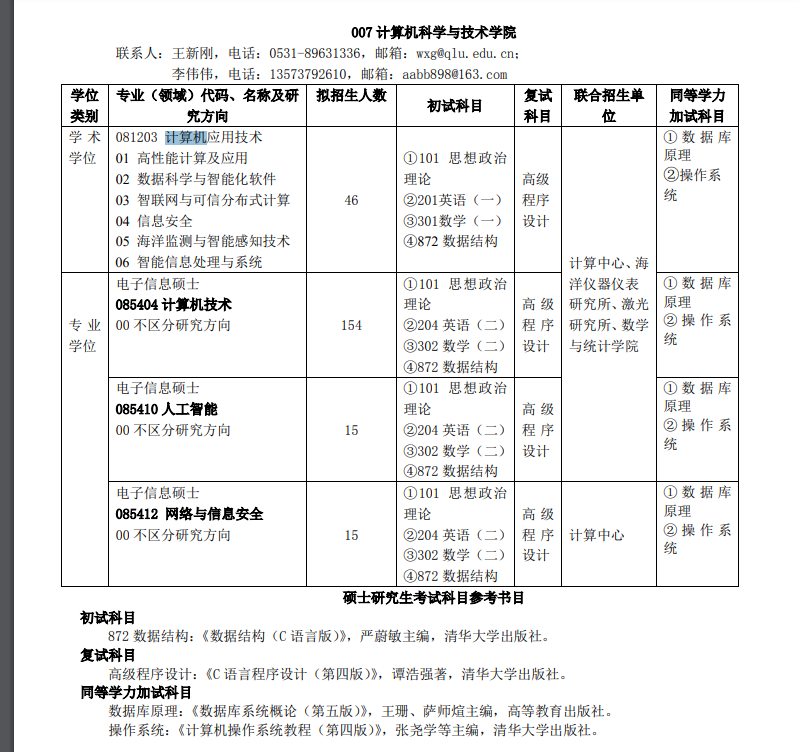 007 计算机科学与技术学院
联系人：王新刚，电话：0531-89631336，邮箱：wxg@qlu.edu.cn；
李伟伟，电话：13573792610，邮箱：aabb898@163.com
学位类别 专业（领域）代码、名称及研究方向 拟招生人数 初试科目 复试科目 联合招生单位 同等学力加试科目
学术学位
081203 计算机应用技术
01 高性能计算及应用
02 数据科学与智能化软件
03 智联网与可信分布式计算
04 信息安全
05 海洋监测与智能感知技术
06 智能信息处理与系统
46
①101 思想政治理论
②201英语（一）
③301数学（一）
④872 数据结构
高级程序设计
计算中心、海洋仪器仪表研究所、激光研究所、数学与统计学院
①数据库原理
②操作系统
专业学位
电子信息硕士
085404 计算机技术
00 不区分研究方向
154
①101 思想政治理论
②204 英语（二）
③302 数学（二）
④872 数据结构
高级程序设计
①数据库原理
②操作系统
电子信息硕士
085410 人工智能
00 不区分研究方向
15
①101 思想政治理论
②204 英语（二）
③302 数学（二）
④872 数据结构
高级程序设计
①数据库原理
②操作系统
电子信息硕士
085412 网络与信息安全
00 不区分研究方向
15
①101 思想政治理论
②204 英语（二）
③302 数学（二）
④872 数据结构
高级程序设计
计算中心
①数据库原理
②操作系统
硕士研究生考试科目参考书目
初试科目
872 数据结构：《数据结构（C 语言版）》，严蔚敏主编，清华大学出版社。
复试科目
高级程序设计：《C 语言程序设计（第四版）》，谭浩强著，清华大学出版社。
同等学力加试科目
数据库原理：《数据库系统概论（第五版）》，王珊、萨师煊主编，高等教育出版社。
操作系统：《计算机操作系统教程（第四版）》，张尧学等主编，清华大学出版社。